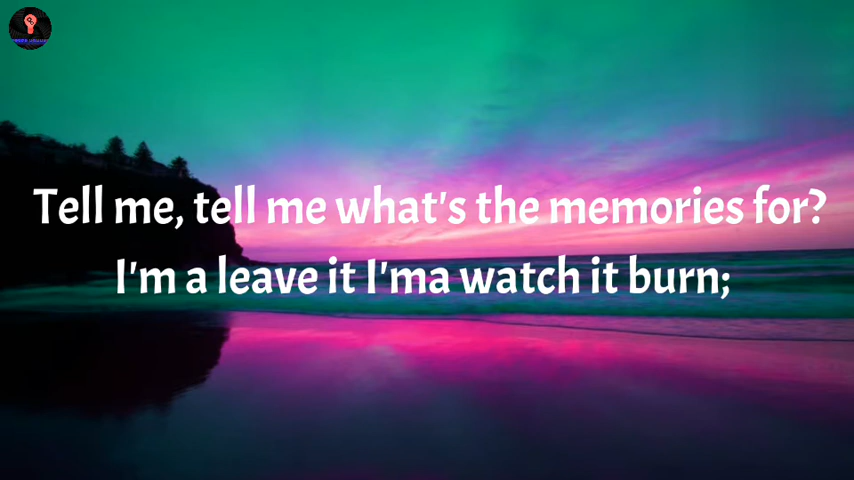 Tell me, tell me what's the memories for?
I'm a leave it I'ma watch it burn;